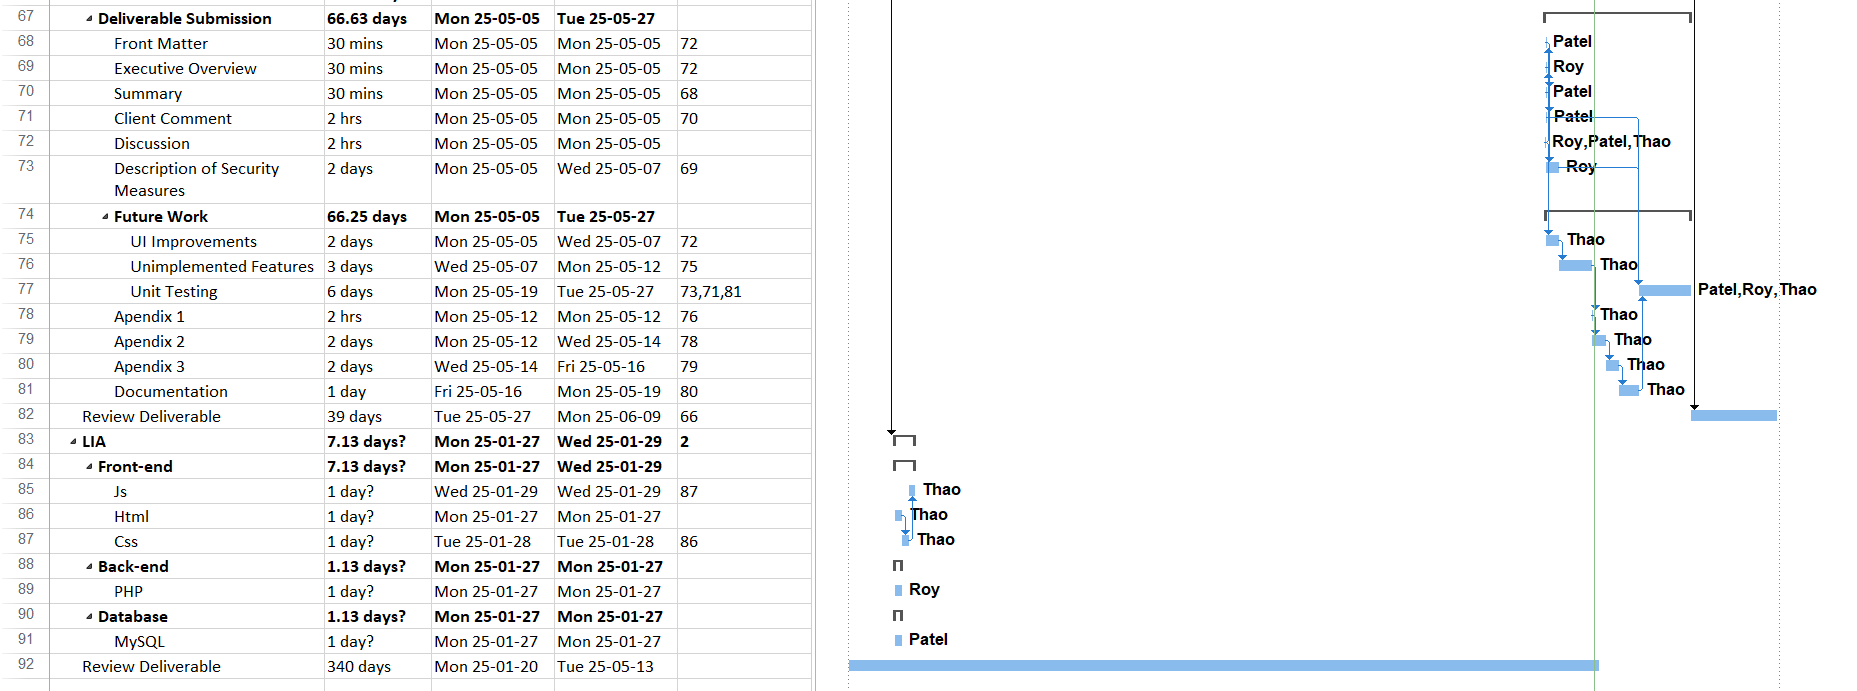 67 Deliverable Submission 66.63 days Mon 25-05-05 Tue 25-05-27
68 Front Matter 30 mins Mon 25-05-05 Mon 25-05-05 72 Patel
69 Executive Overview 30 mins Mon 25-05-05 Mon 25-05-05 72 Roy
70 Summary 30 mins Mon 25-05-05 Mon 25-05-05 68 Patel
71 Client Comment 2 hrs Mon 25-05-05 Mon 25-05-05 70 Patel
72 Discussion 2 hrs Mon 25-05-05 Mon 25-05-05 Roy,Patel,Thao
73 Description of Security 2 days Mon 25-05-05 Wed 25-05-07 69 Roy
Measures
74 Future Work 66.25 days Mon 25-05-05 Tue 25-05-27
75 UI Improvements 2 days Mon 25-05-05 Wed 25-05-07 72 Thao
76 Unimplemented Features 3 days Wed 25-05-07 Mon 25-05-12 75 Thao
77 Unit Testing 6 days Mon 25-05-19 Tue 25-05-27 73,71,81 Patel,Roy,Thao
78 Apendix 1 2 hrs Mon 25-05-12 Mon 25-05-12 76 Thao
79 Apendix 2 2 days Mon 25-05-12 Wed 25-05-14 78 Thao
80 Apendix 3 2 days Wed 25-05-14 Fri 25-05-16 79 Thao
81 Documentation 1 day Fri 25-05-16 Mon 25-05-19 80 Thao
82 Review Deliverable 39 days Tue 25-05-27 Mon 25-06-09 66
83 LIA 7.13 days? Mon 25-01-27 Wed 25-01-29 2
84 Front-end 7.13 days? Mon 25-01-27 Wed 25-01-29
85 Js 1 day? Wed 25-01-29 Wed 25-01-29 87 Thao
86 Html 1 day? Mon 25-01-27 Mon 25-01-27 Thao
87 Css 1 day? Tue 25-01-28 Tue 25-01-28 86 Thao
88 Back-end 1.13 days? Mon 25-01-27 Mon 25-01-27
89 PHP 1 day? Mon 25-01-27 Mon 25-01-27 Roy
90 Database 1.13 days? Mon 25-01-27 Mon 25-01-27
91 MySQL 1 day? Mon 25-01-27 Mon 25-01-27 Patel
92 Review Deliverable 340 days Mon 25-01-20 Tue 25-05-13